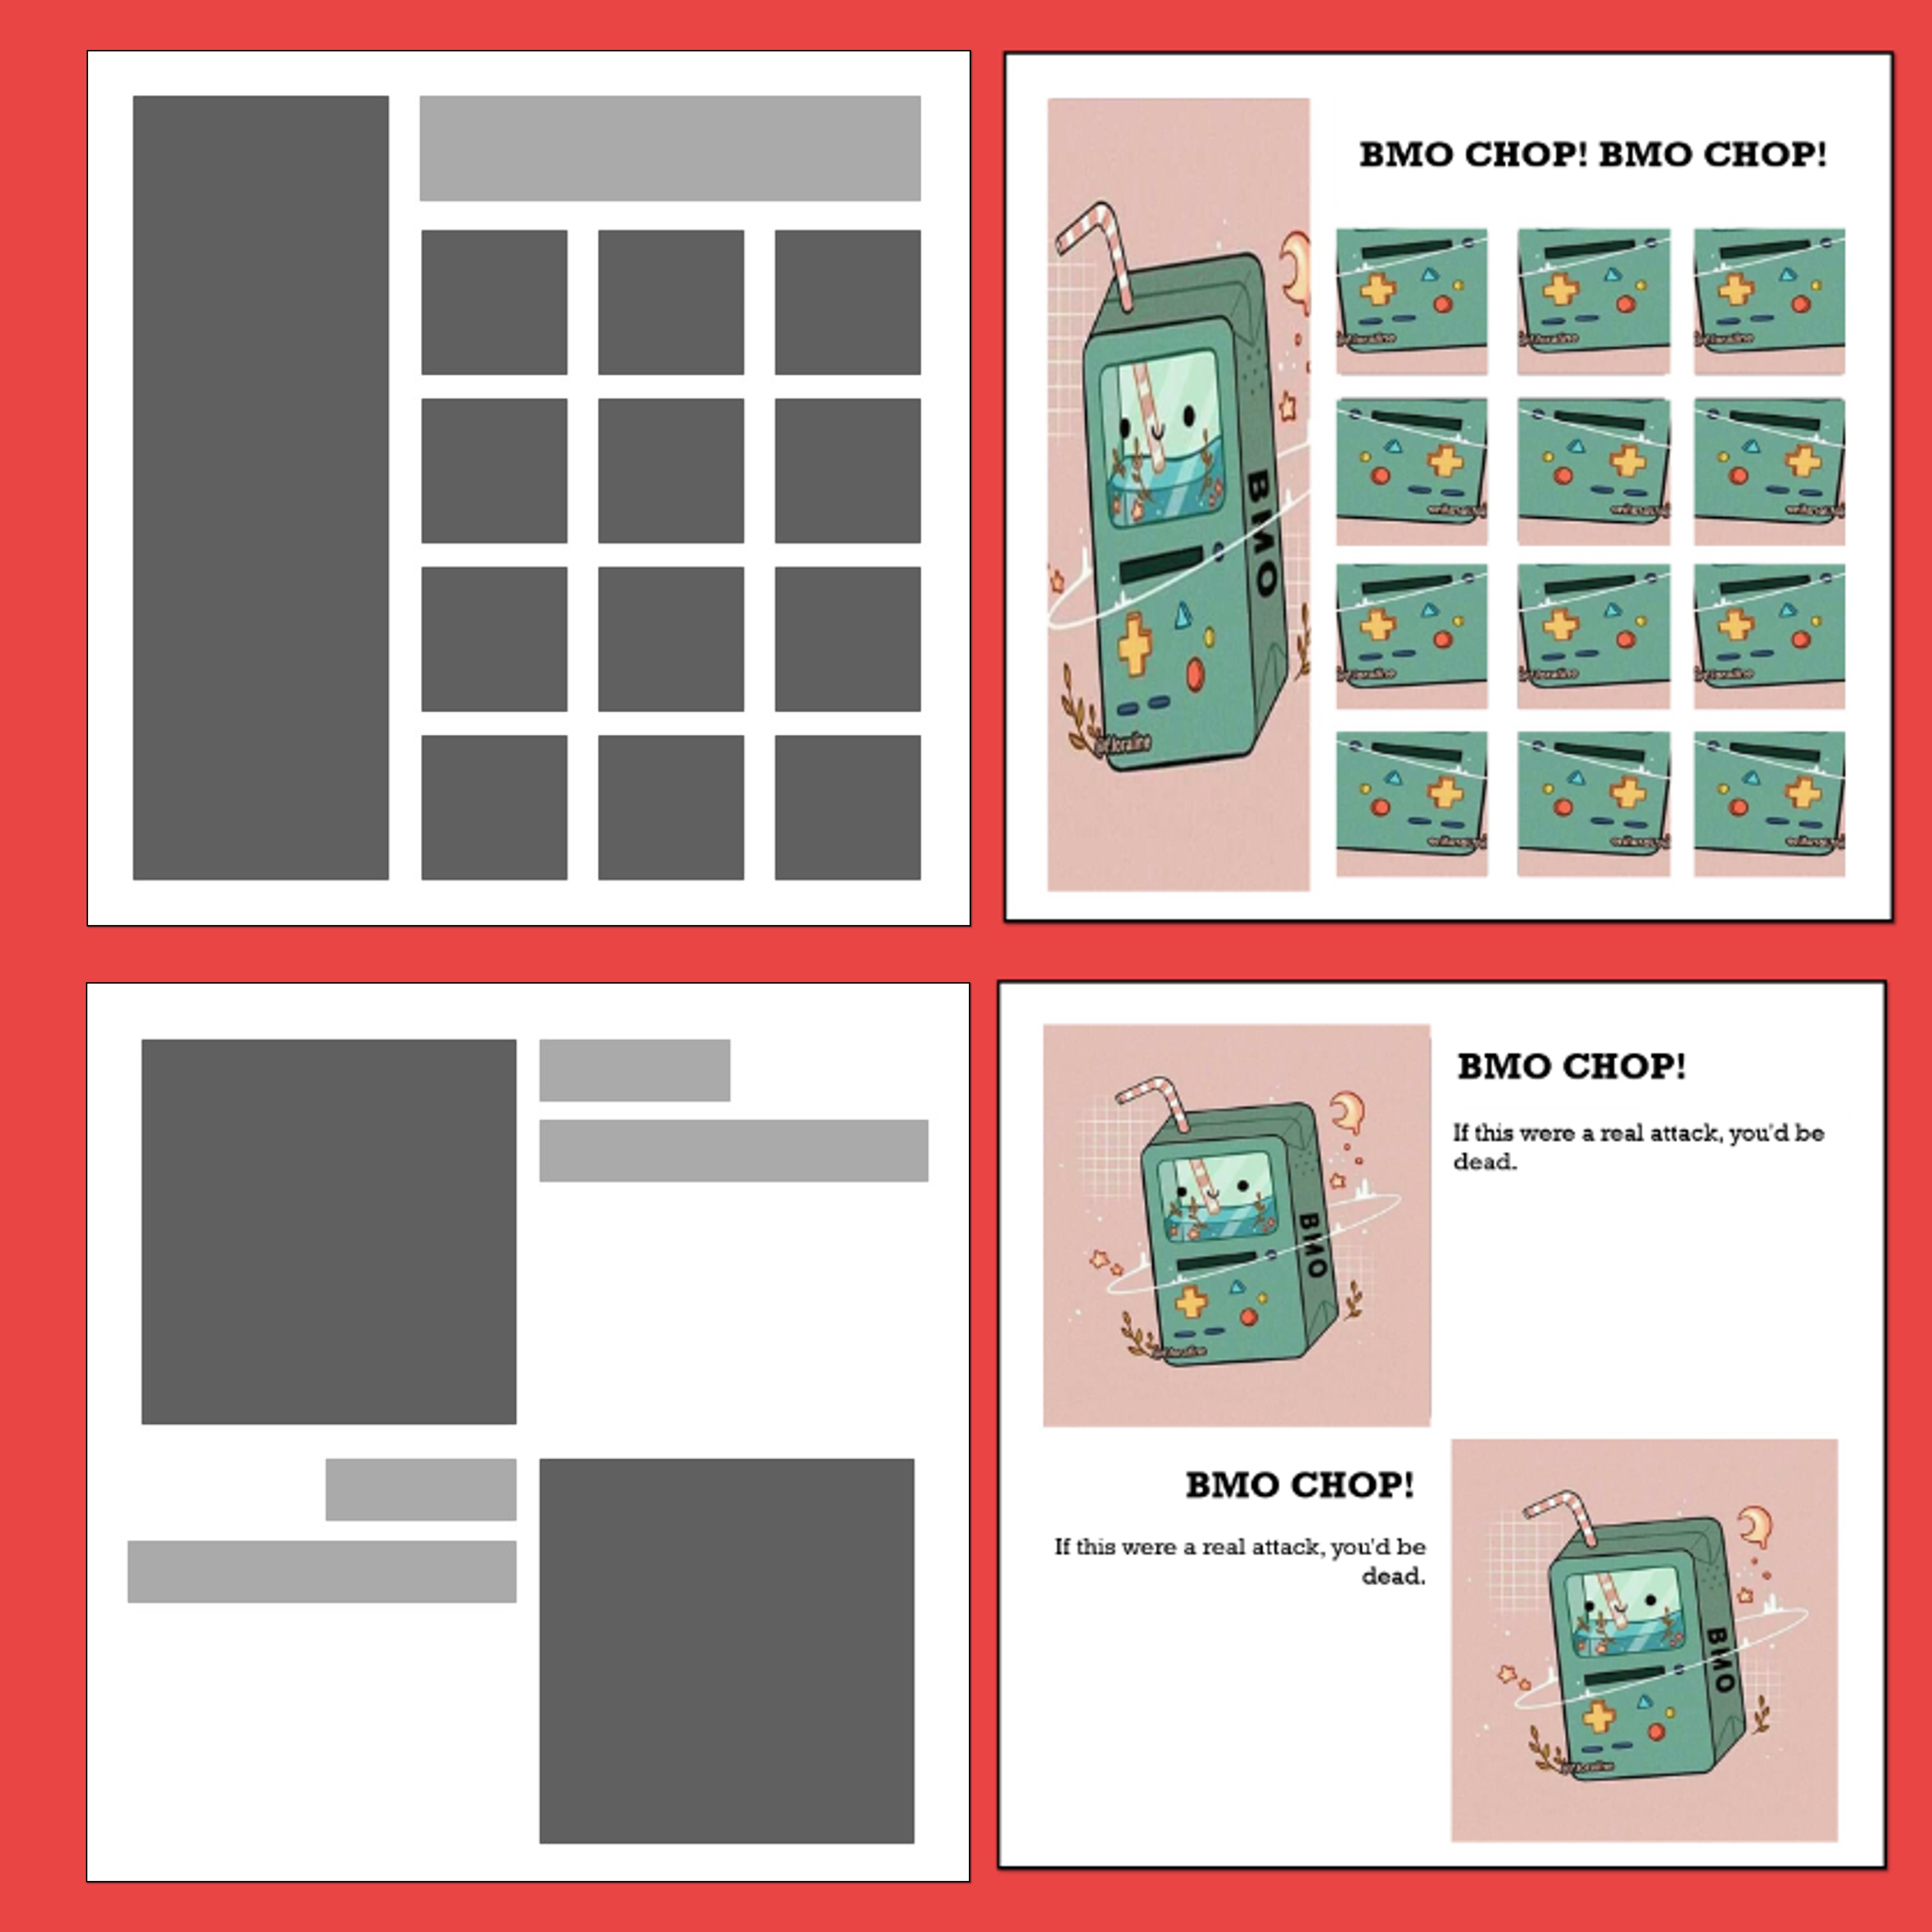 BMO CHOP! BMO CHOP!
BMO
BMO CHOP!
If this were a real attack, you'd be
dead.
BMO
BMO CHOP!
If this were a real attack, you'd be
dead.
BMO